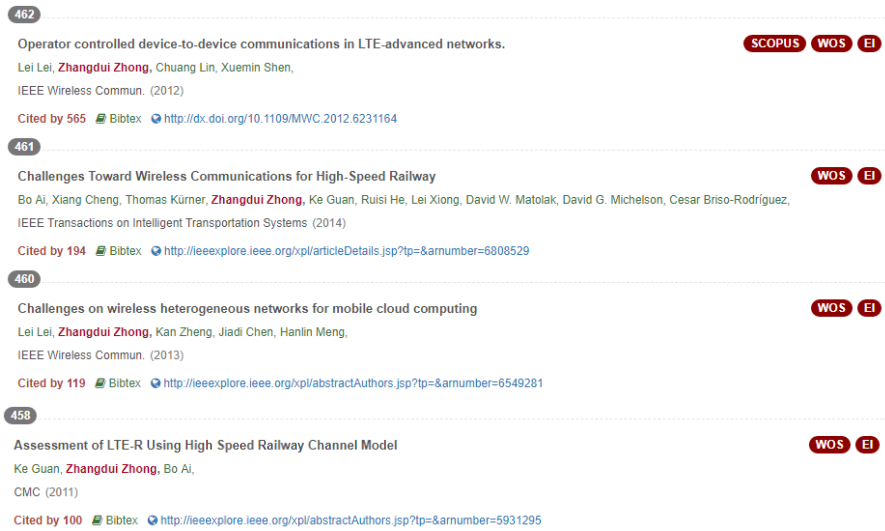 462
Operator controlled device-to-device communications in LTE-advanced networks. SCOPUS WOS EI
Lei Lei, Zhangdui Zhong, Chuang Lin, Xuemin Shen,
IEEE Wireless Commun. (2012)
Cited by 565 Bibtex http://dx.doi.org/10.1109/MWC.2012.6231164
461
Challenges Toward Wireless Communications for High-Speed Railway WOS EI
Bo Ai, Xiang Cheng, Thomas Kürner, Zhangdui Zhong, Ke Guan, Ruisi He, Lei Xiong, David W. Matolak, David G. Michelson, Cesar Briso-Rodríguez,
IEEE Transactions on Intelligent Transportation Systems (2014)
Cited by 194 Bibtex http://ieeexplore.ieee.org/xpl/articleDetails.jsp?tp=&arnumber=6808529
460
Challenges on wireless heterogeneous networks for mobile cloud computing WOS EI
Lei Lei, Zhangdui Zhong, Kan Zheng, Jiadi Chen, Hanlin Meng,
IEEE Wireless Commun. (2013)
Cited by 119 Bibtex http://ieeexplore.ieee.org/xpl/abstractAuthors.jsp?tp=&arnumber=6549281
458
Assessment of LTE-R Using High Speed Railway Channel Model WOS EI
Ke Guan, Zhangdui Zhong, Bo Ai,
CMC (2011)
Cited by 100 Bibtex http://ieeexplore.ieee.org/xpl/abstractAuthors.jsp?tp=&arnumber=5931295